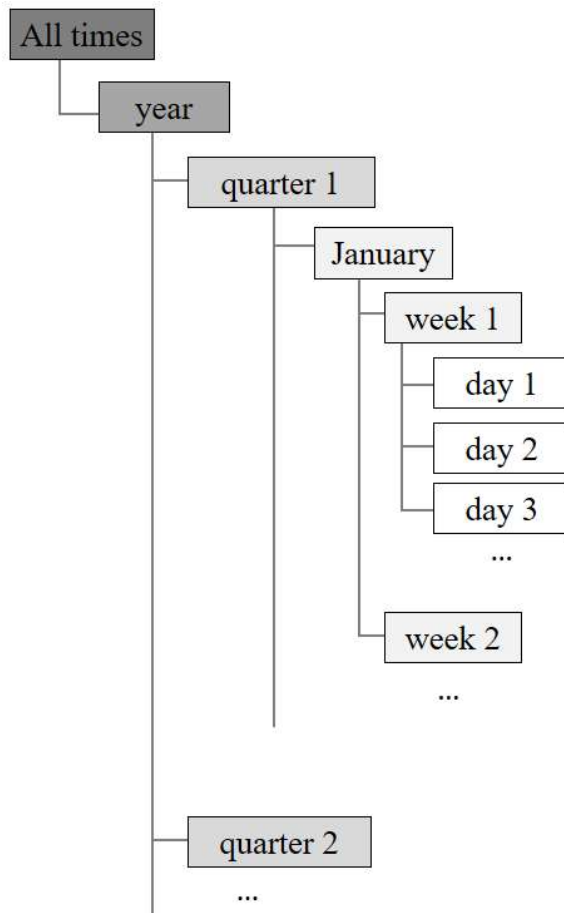 All times
year
quarter 1
January
week 1
day 1
day 2
day 3
...
week 2
...
quarter 2
...